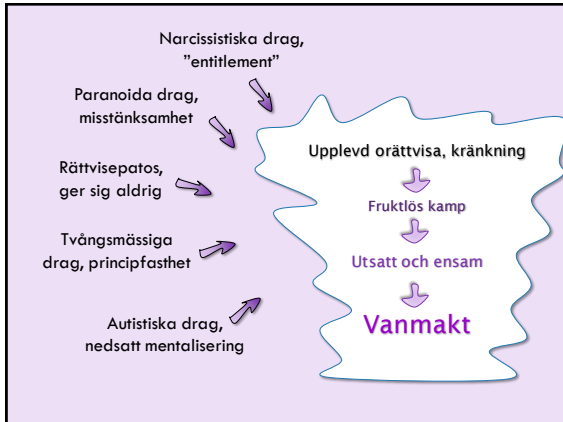 Narcissistiska drag,
”entitlement”
Paranoida drag,
misstänksamhet
Rättvisepatos,
ger sig aldrig
Tvångsmässiga
drag, principfasthet
Autistiska drag,
nedsatt mentalisering
Upplevd orättvisa, kränkning
Fruktlös kamp
Utsatt och ensam
Vanmakt